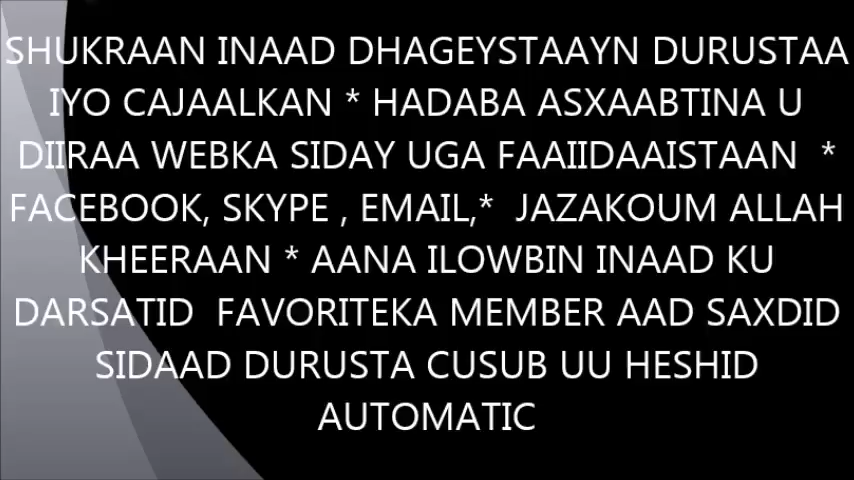 SHUKRAAN INAAD DHAGEYSTAAYN DURUSTAA
IYO CAJAALKAN * HADABA ASXAABTINA U
DIIRAA WEBKA SIDAY UGA FAAIIDAAISTAAN *
FACEBOOK, SKYPE , EMAIL,* JAZAKOUM ALLAH
KHEERAAN * AANA ILOWBIN INAAD KU
DARSATID FAVORITEKA MEMBER AAD SAXDID
SIDAAD DURUSTA CUSUB UU HESHID
AUTOMATIC